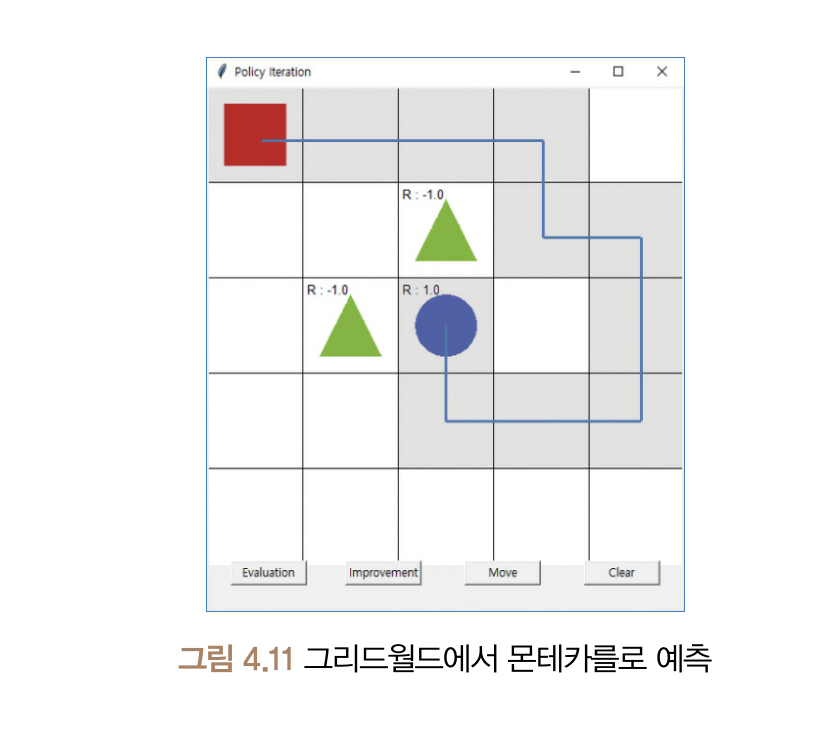 Policy Iteration
R : -1.0
R : -1.0
R : 1.0
Evaluation
Improvement
Move
Clear
그림 4.11 그리드월드에서 몬테카를로 예측